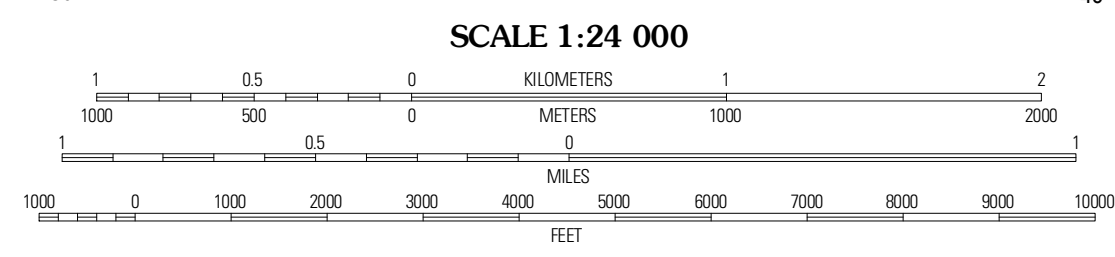 SCALE 1:24 000
1 0.5 0 KILOMETERS 1 2
1000 500 0 METERS 1000 2000
1 0.5 0 1
MILES
1000 0 1000 2000 3000 4000 5000 6000 7000 8000 9000 10000
FEET